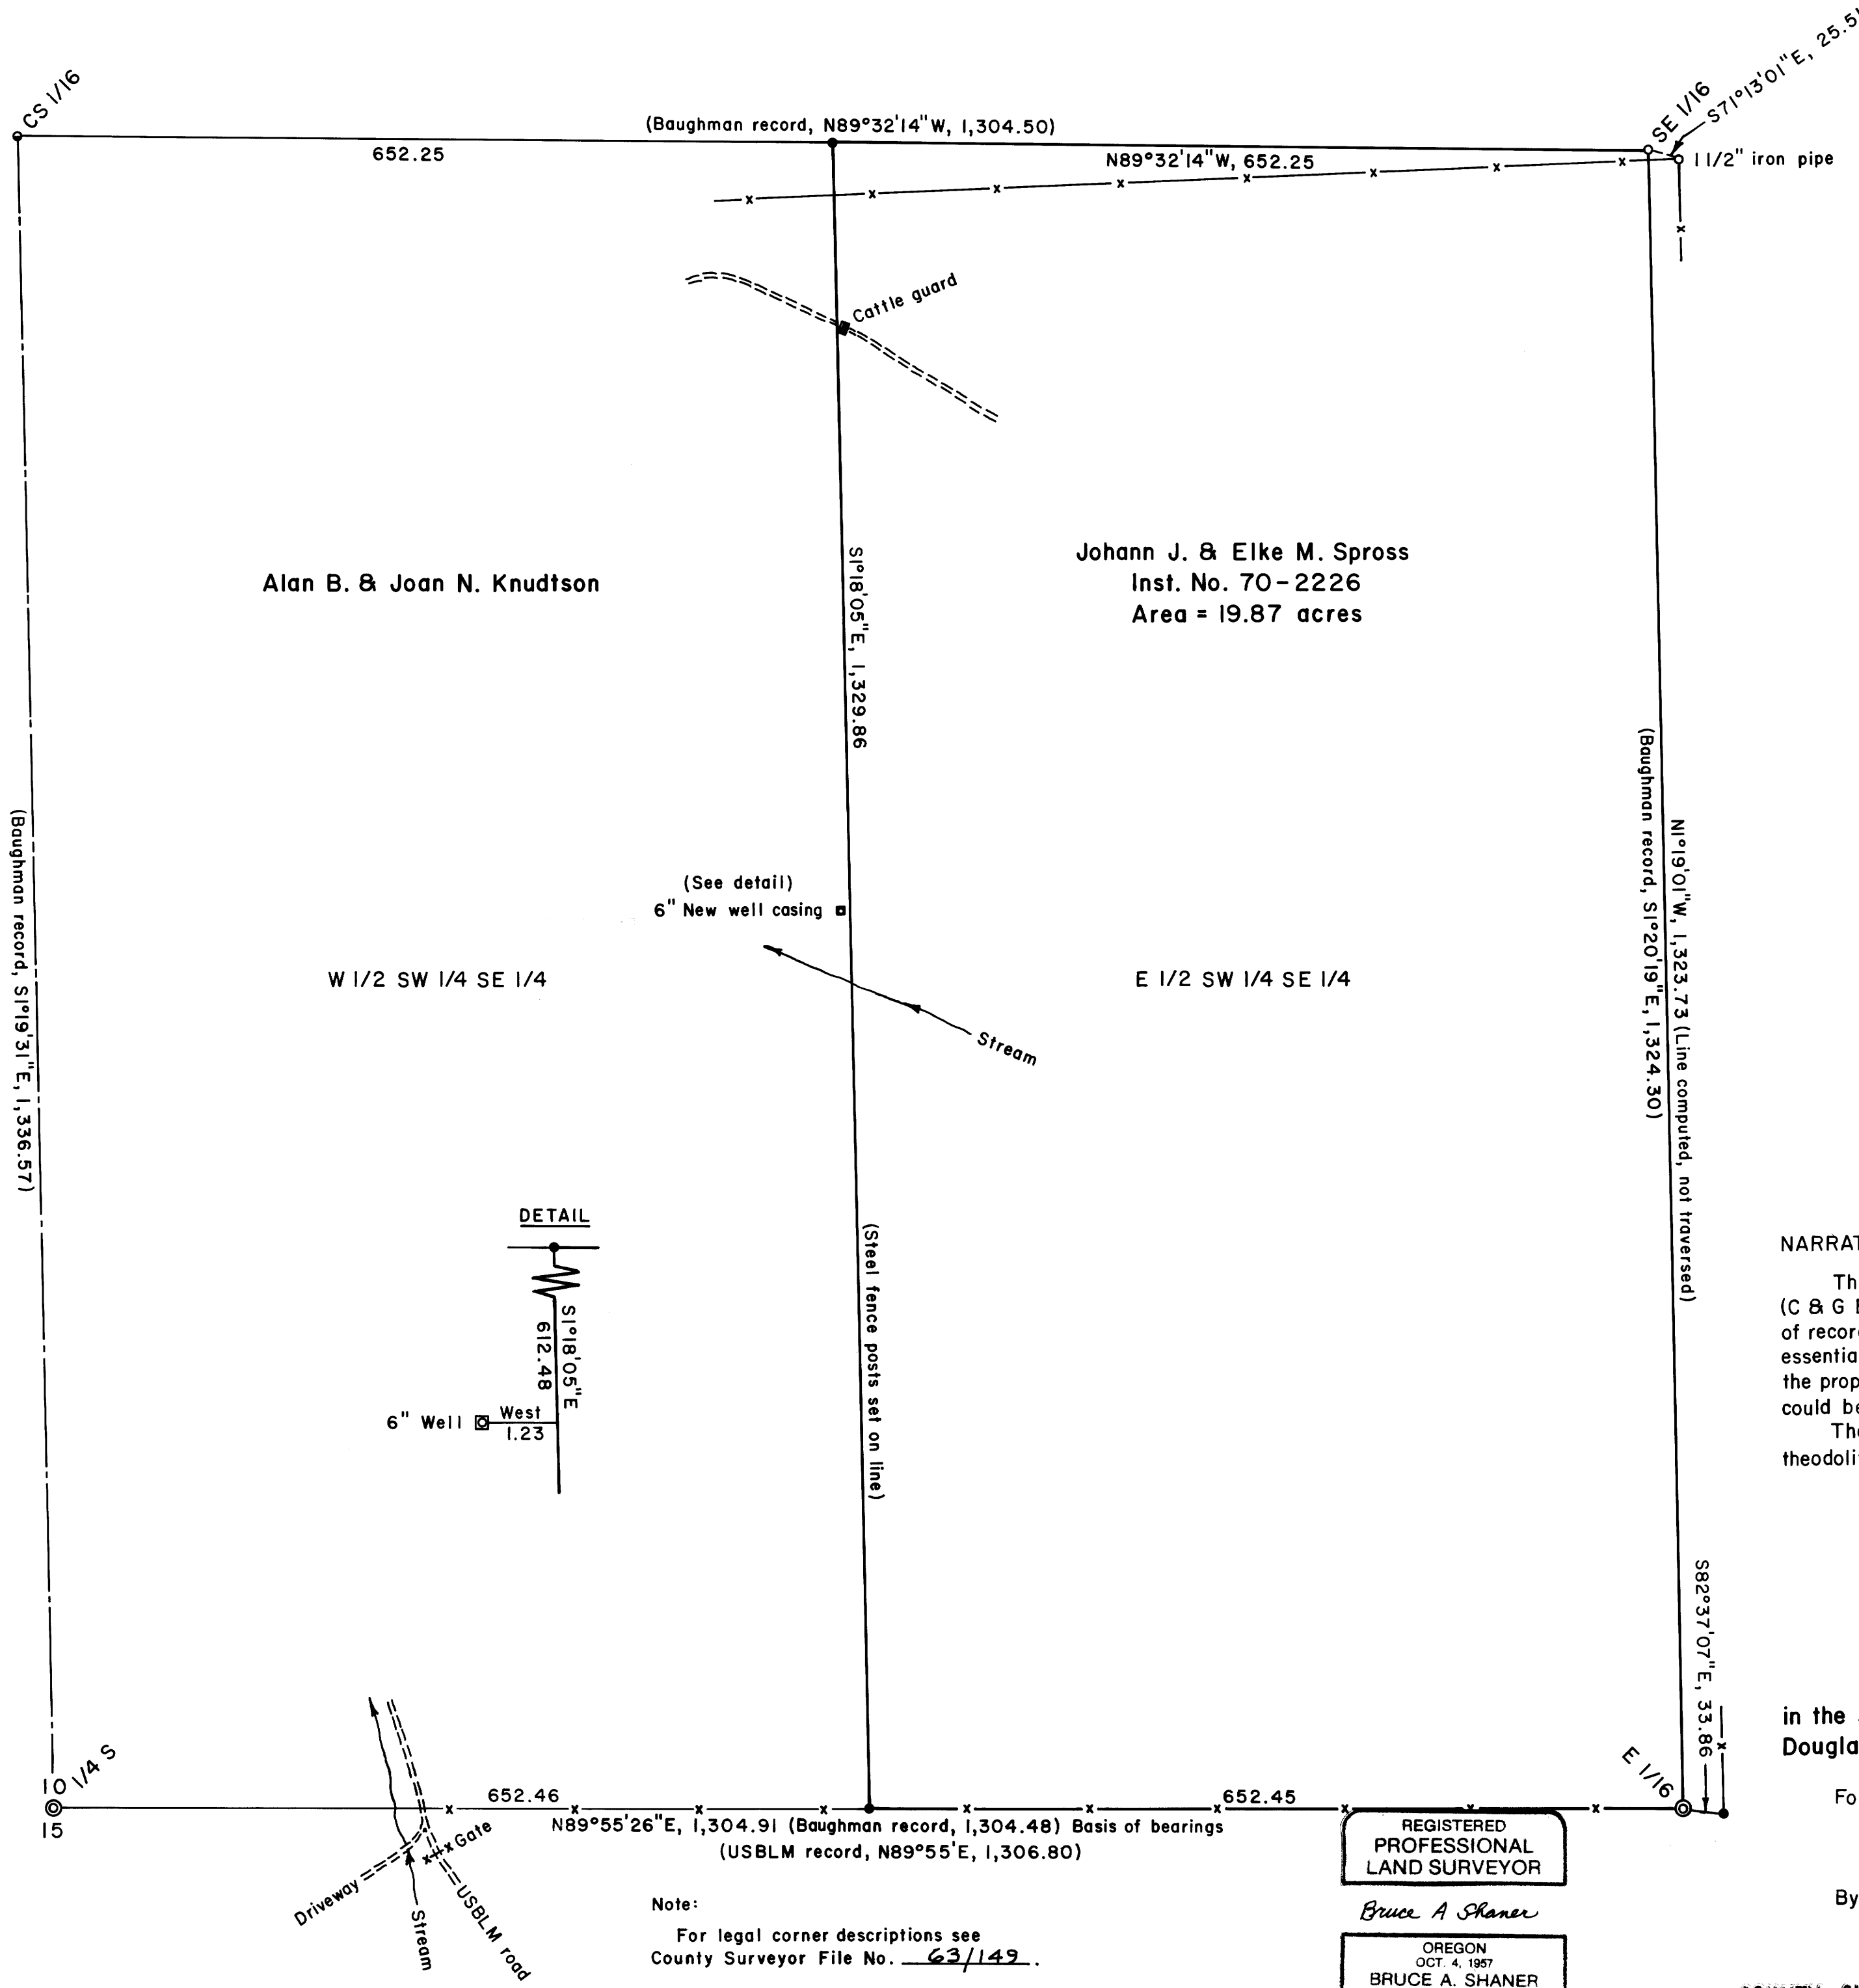 CS 1/16
(Baughman record, N89°32'14"W, 1,304.50)
652.25
N89°32'14"W, 652.25
SE 1/16
S71°13'01"E, 25.5
1 1/2" iron pipe
Cattle guard
Alan B. & Joan N. Knudtson
Johann J. & Elke M. Spross
Inst. No. 70-2226
Area = 19.87 acres
S1°18'05"E, 1,329.86
(Baughman record, S1°19'31"E, 1,336.57)
(Baughman record, S1°20'19"E, 1,324.30)
N1°19'01"W, 1,323.73 (Line computed, not traversed)
(See detail)
6" New well casing
W 1/2 SW 1/4 SE 1/4
E 1/2 SW 1/4 SE 1/4
Stream
DETAIL
S1°18'05"E
612.48
6" Well
West
1.23
(Steel fence posts set on line)
NARRAT
Th
(C & G E
of recor
essentia
the prop
could be
The
theodoli
S82°37'07"E, 33.86
in the
Dougla
Fo
By
10
1/4 S
15
652.46
652.45
E 1/16
N89°55'26"E, 1,304.91 (Baughman record, 1,304.48) Basis of bearings
(USBLM record, N89°55'E, 1,306.80)
Gate
Driveway
Stream
USBLM road
Note:
For legal corner descriptions see
County Surveyor File No. 63/149.
REGISTERED
PROFESSIONAL
LAND SURVEYOR
Bruce A Shaner
OREGON
OCT. 4, 1957
BRUCE A. SHANER